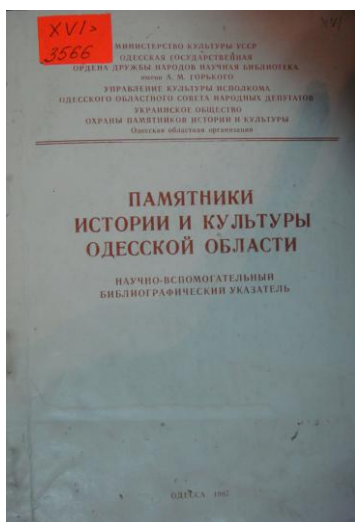 XVI>
3566
XVI
МИНИСТЕРСТВО КУЛЬТУРЫ УССР
ОДЕССКАЯ ГОСУДАРСТВЕННАЯ
ОРДЕНА ДРУЖБЫ НАРОДОВ НАУЧНАЯ БИБЛИОТЕКА
имени А. М. ГОРЬКОГО
УПРАВЛЕНИЕ КУЛЬТУРЫ ИСПОЛКОМА
ОДЕССКОГО ОБЛАСТНОГО СОВЕТА НАРОДНЫХ ДЕПУТАТОВ
УКРАИНСКОЕ ОБЩЕСТВО
ОХРАНЫ ПАМЯТНИКОВ ИСТОРИИ И КУЛЬТУРЫ
Одесская областная организация
ПАМЯТНИКИ
ИСТОРИИ И КУЛЬТУРЫ
ОДЕССКОЙ ОБЛАСТИ
НАУЧНО-ВСПОМОГАТЕЛЬНЫЙ
БИБЛИОГРАФИЧЕСКИЙ УКАЗАТЕЛЬ
ОДЕССА 1987